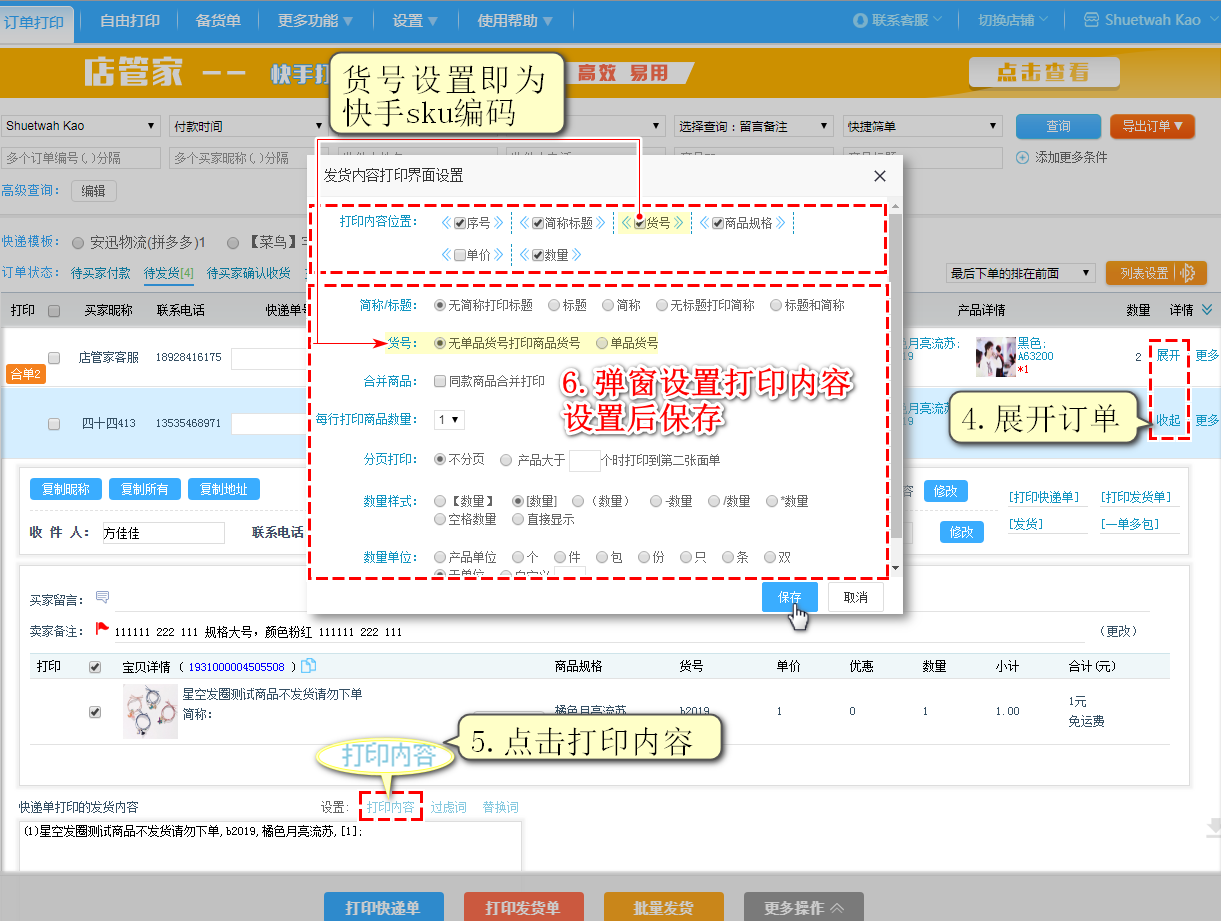 订单打印 自由打印 备货单 更多功能 ▼ 设置 ▼ 使用帮助 ▼ 联系客服 切换店铺 Shuetwah Kao
店管家 —— 快手打 高效 易用 点击查看
货号设置即为
快手sku编码
Shuetwah Kao 付款时间 选择查询：留言备注 快捷筛单 查询 导出订单▼
多个订单编号(,)分隔 多个买家昵称(,)分隔 添加更多条件
高级查询： 编辑
发货内容打印界面设置
打印内容位置： 《 序号 》 《 简称标题 》 《 货号 》 《 商品规格 》
《 单价 》 《 数量 》
快递模板： 安迅物流(拼多多)1 【菜鸟】
订单状态： 待买家付款 待发货[4] 待买家确认收货 最后下单的排在前面 列表设置
打印 买家昵称 联系电话 快递单号 产品详情 数量 详情
简称/标题： 无简称打印标题 标题 简称 无标题打印简称 标题和简称
货号： 无单品货号打印商品货号 单品货号
店管家客服 18928416175 月亮流苏： 黑色： A63200 *1 2 展开 更多
合单2
合并商品： 同款商品合并打印
6. 弹窗设置打印内容
设置后保存
每行打印商品数量： 1
四十四413 13535468971 月亮流苏 收起 更多
4. 展开订单
分页打印： 不分页 产品大于 个时打印到第二张面单
复制昵称 复制所有 复制地址 修改 [打印快递单] [打印发货单]
数量样式： 【数量】 [数量] （数量） -数量 /数量 *数量
空格数量 直接显示
收 件 人： 方佳佳 联系电话 修改 [发货] [一单多包]
数量单位： 产品单位 个 件 包 份 只 条 双
无单位 自定义
保存 取消
买家留言：
卖家备注： 111111 222 111 规格大号，颜色粉红 111111 222 111 （更改）
打印 宝贝详情 （ 1931000004505508 ） 商品规格 货号 单价 优惠 数量 小计 合计(元)
星空发圈测试商品不发货请勿下单 橘色月亮流苏 b2019 1 0 1 1.00 1元
简称： 免运费
5. 点击打印内容
打印内容
快递单打印的发货内容 设置： 打印内容 过虑词 替换词
(1)星空发圈测试商品不发货请勿下单,b2019,橘色月亮流苏,[1];
打印快递单 打印发货单 批量发货 更多操作